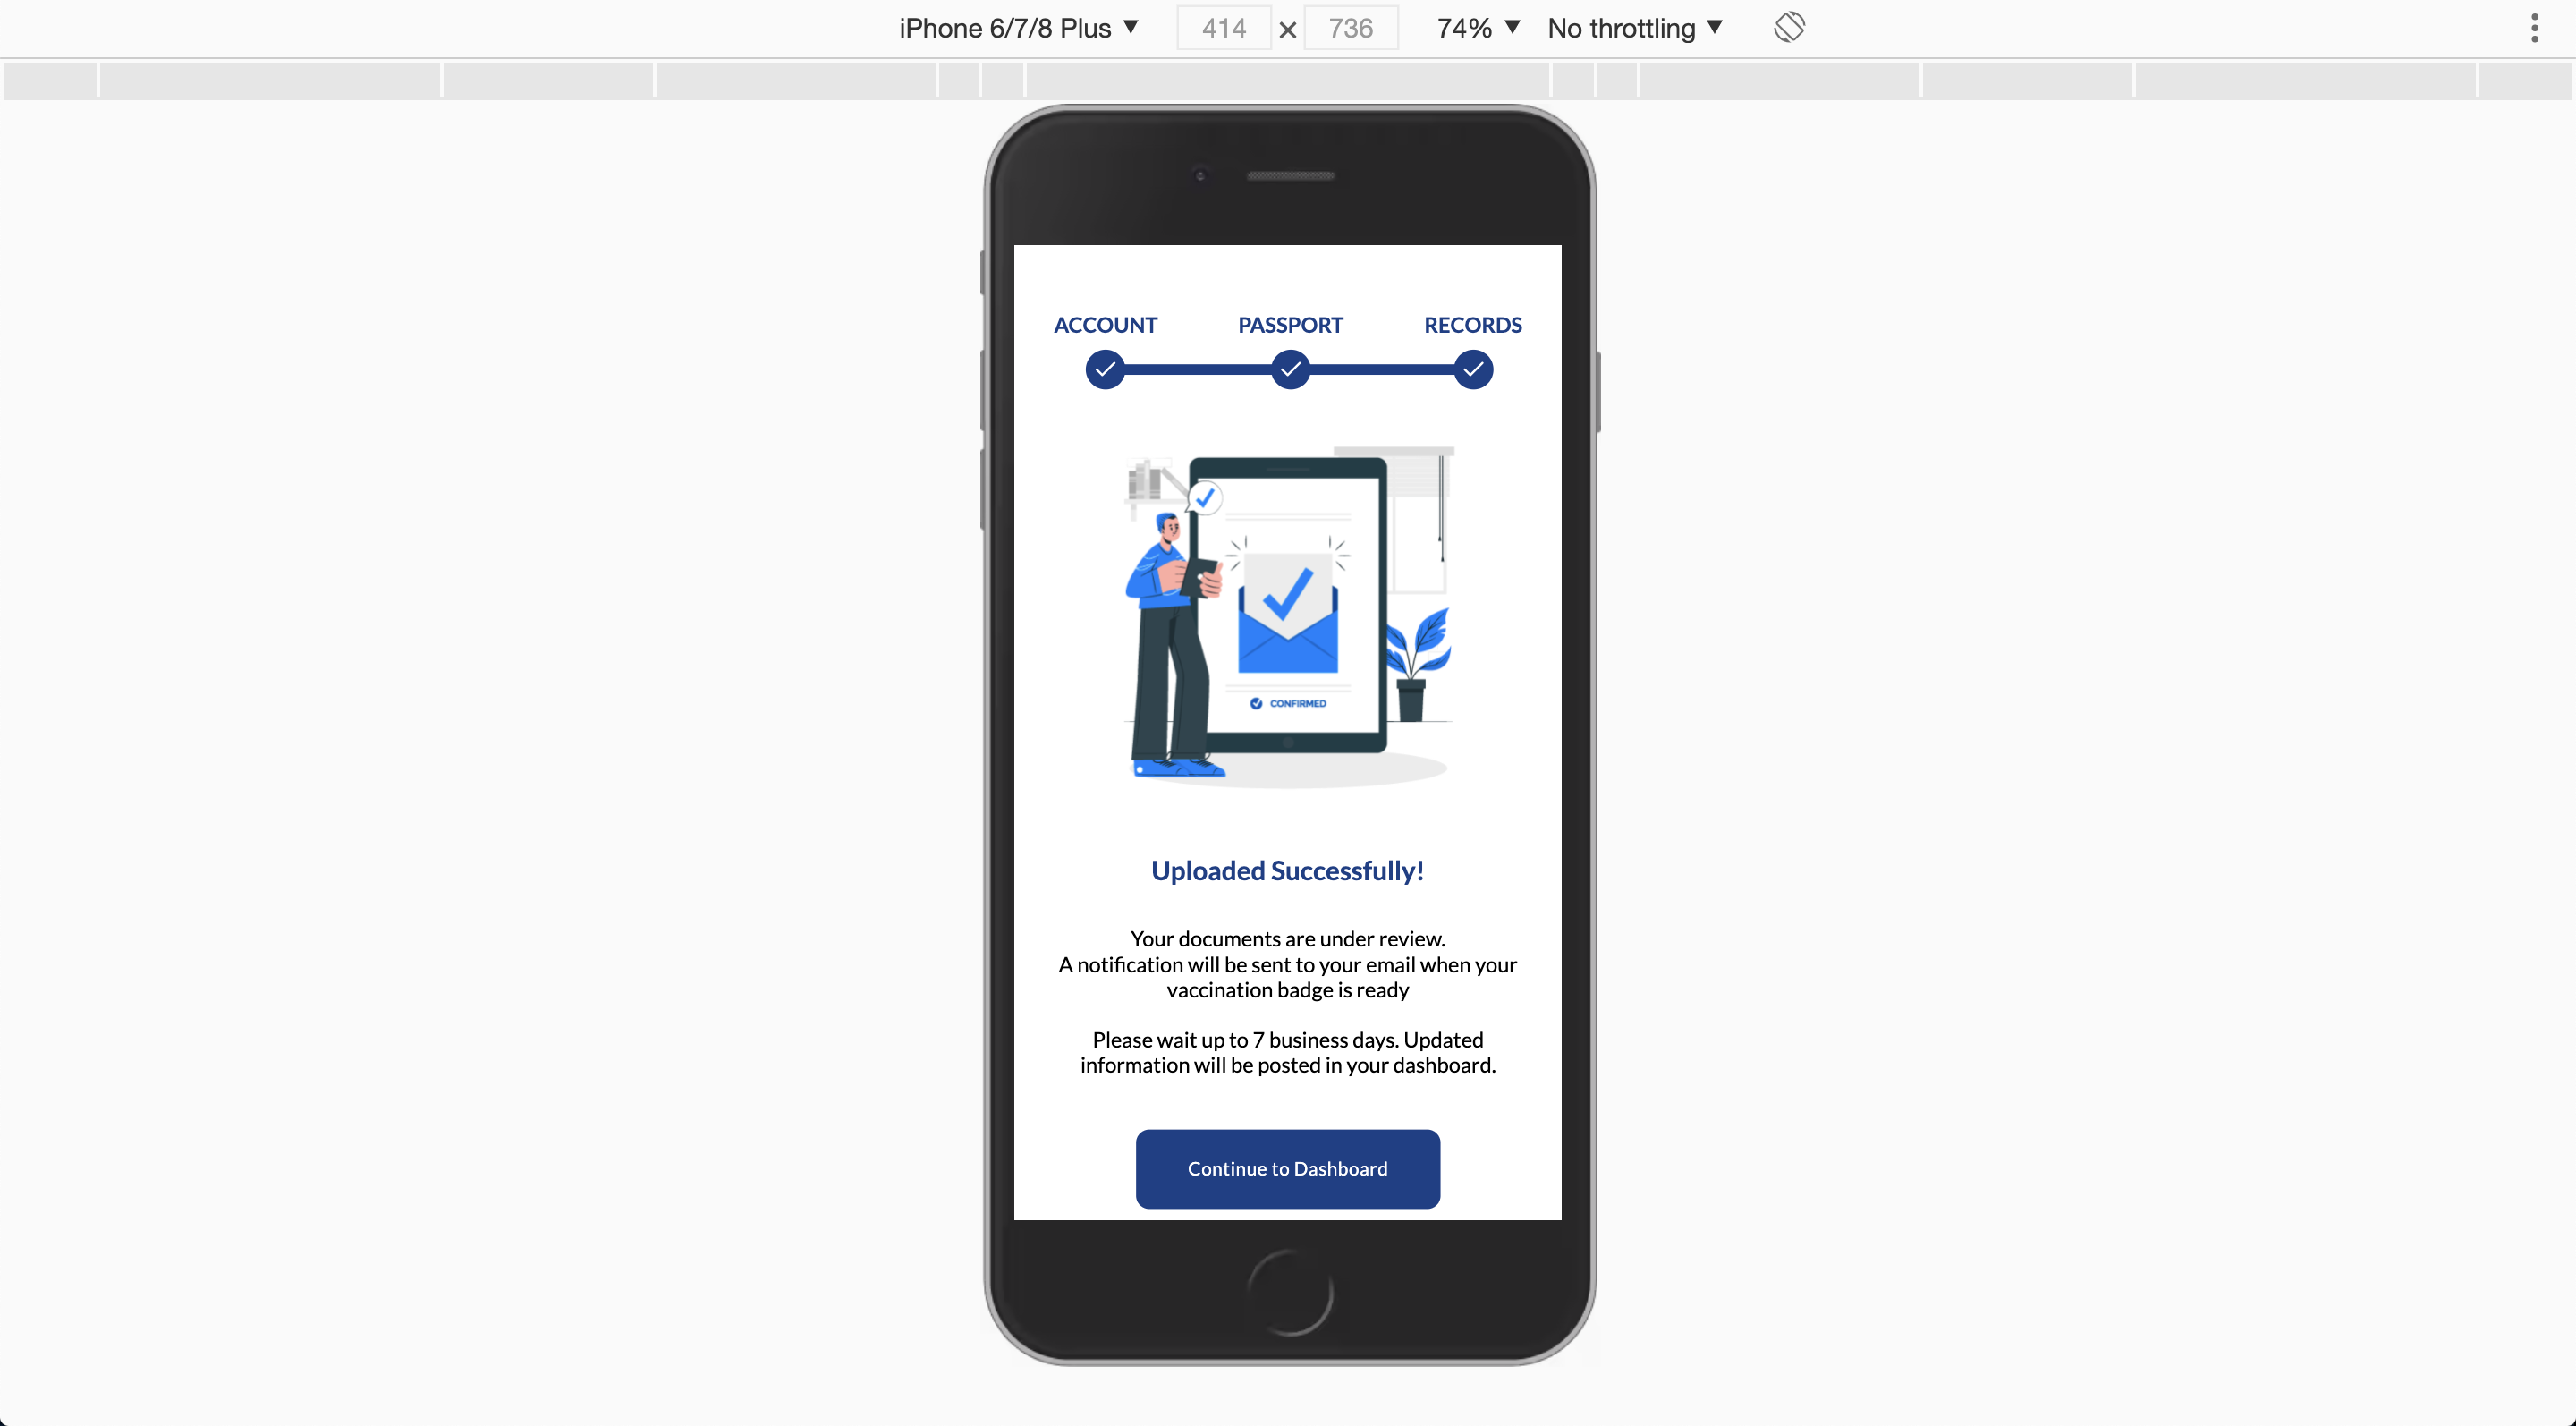 iPhone 6/7/8 Plus ▼ 414 × 736 74% ▼ No throttling ▼
ACCOUNT PASSPORT RECORDS
CONFIRMED
Uploaded Successfully!
Your documents are under review.
A notification will be sent to your email when your
vaccination badge is ready
Please wait up to 7 business days. Updated
information will be posted in your dashboard.
Continue to Dashboard